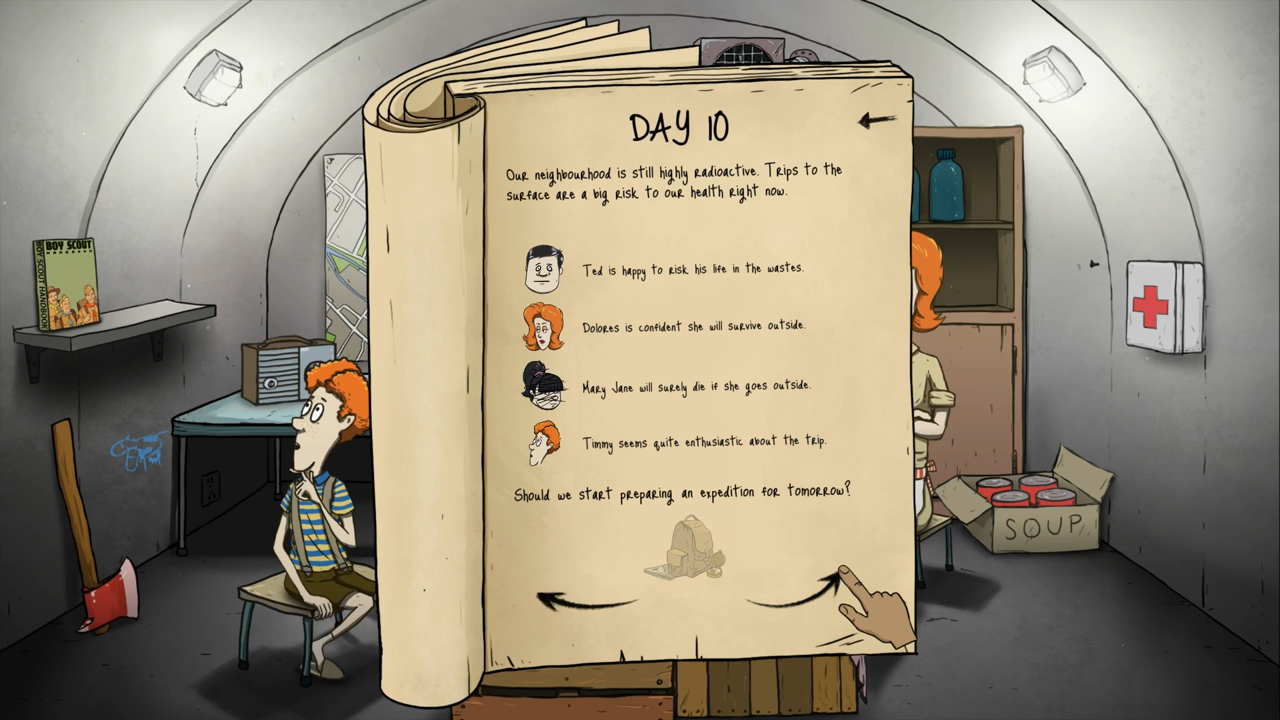 DAY 10
Our neighbourhood is still highly radioactive. Trips to the
surface are a big risk to our health right now.
Ted is happy to risk his life in the wastes.
Dolores is confident she will survive outside.
Mary Jane will surely die if she goes outside.
Timmy seems quite enthusiastic about the trip.
Should we start preparing an expedition for tomorrow?
BOY SCOUT
BOY SCOUT HANDBOOK
SOUP